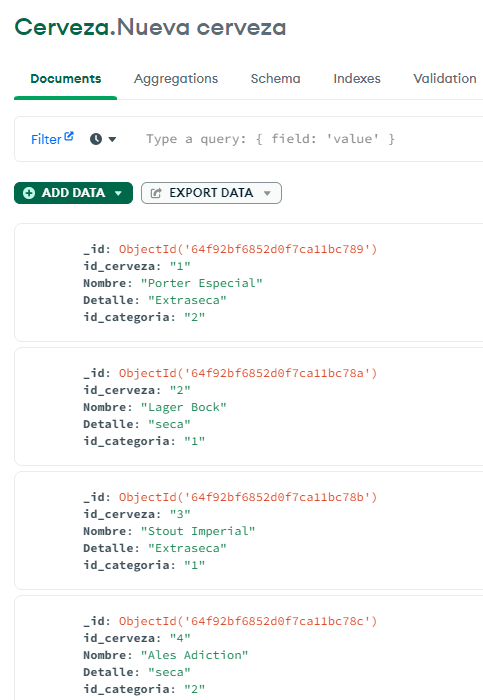 Cerveza.Nueva cerveza
Documents Aggregations Schema Indexes Validation
Filter Type a query: { field: 'value' }
ADD DATA EXPORT DATA
_id: ObjectId('64f92bf6852d0f7ca11bc789')
id_cerveza: "1"
Nombre: "Porter Especial"
Detalle: "Extraseca"
id_categoria: "2"
_id: ObjectId('64f92bf6852d0f7ca11bc78a')
id_cerveza: "2"
Nombre: "Lager Bock"
Detalle: "seca"
id_categoria: "1"
_id: ObjectId('64f92bf6852d0f7ca11bc78b')
id_cerveza: "3"
Nombre: "Stout Imperial"
Detalle: "Extraseca"
id_categoria: "1"
_id: ObjectId('64f92bf6852d0f7ca11bc78c')
id_cerveza: "4"
Nombre: "Ales Adiction"
Detalle: "seca"
id_categoria: "2"